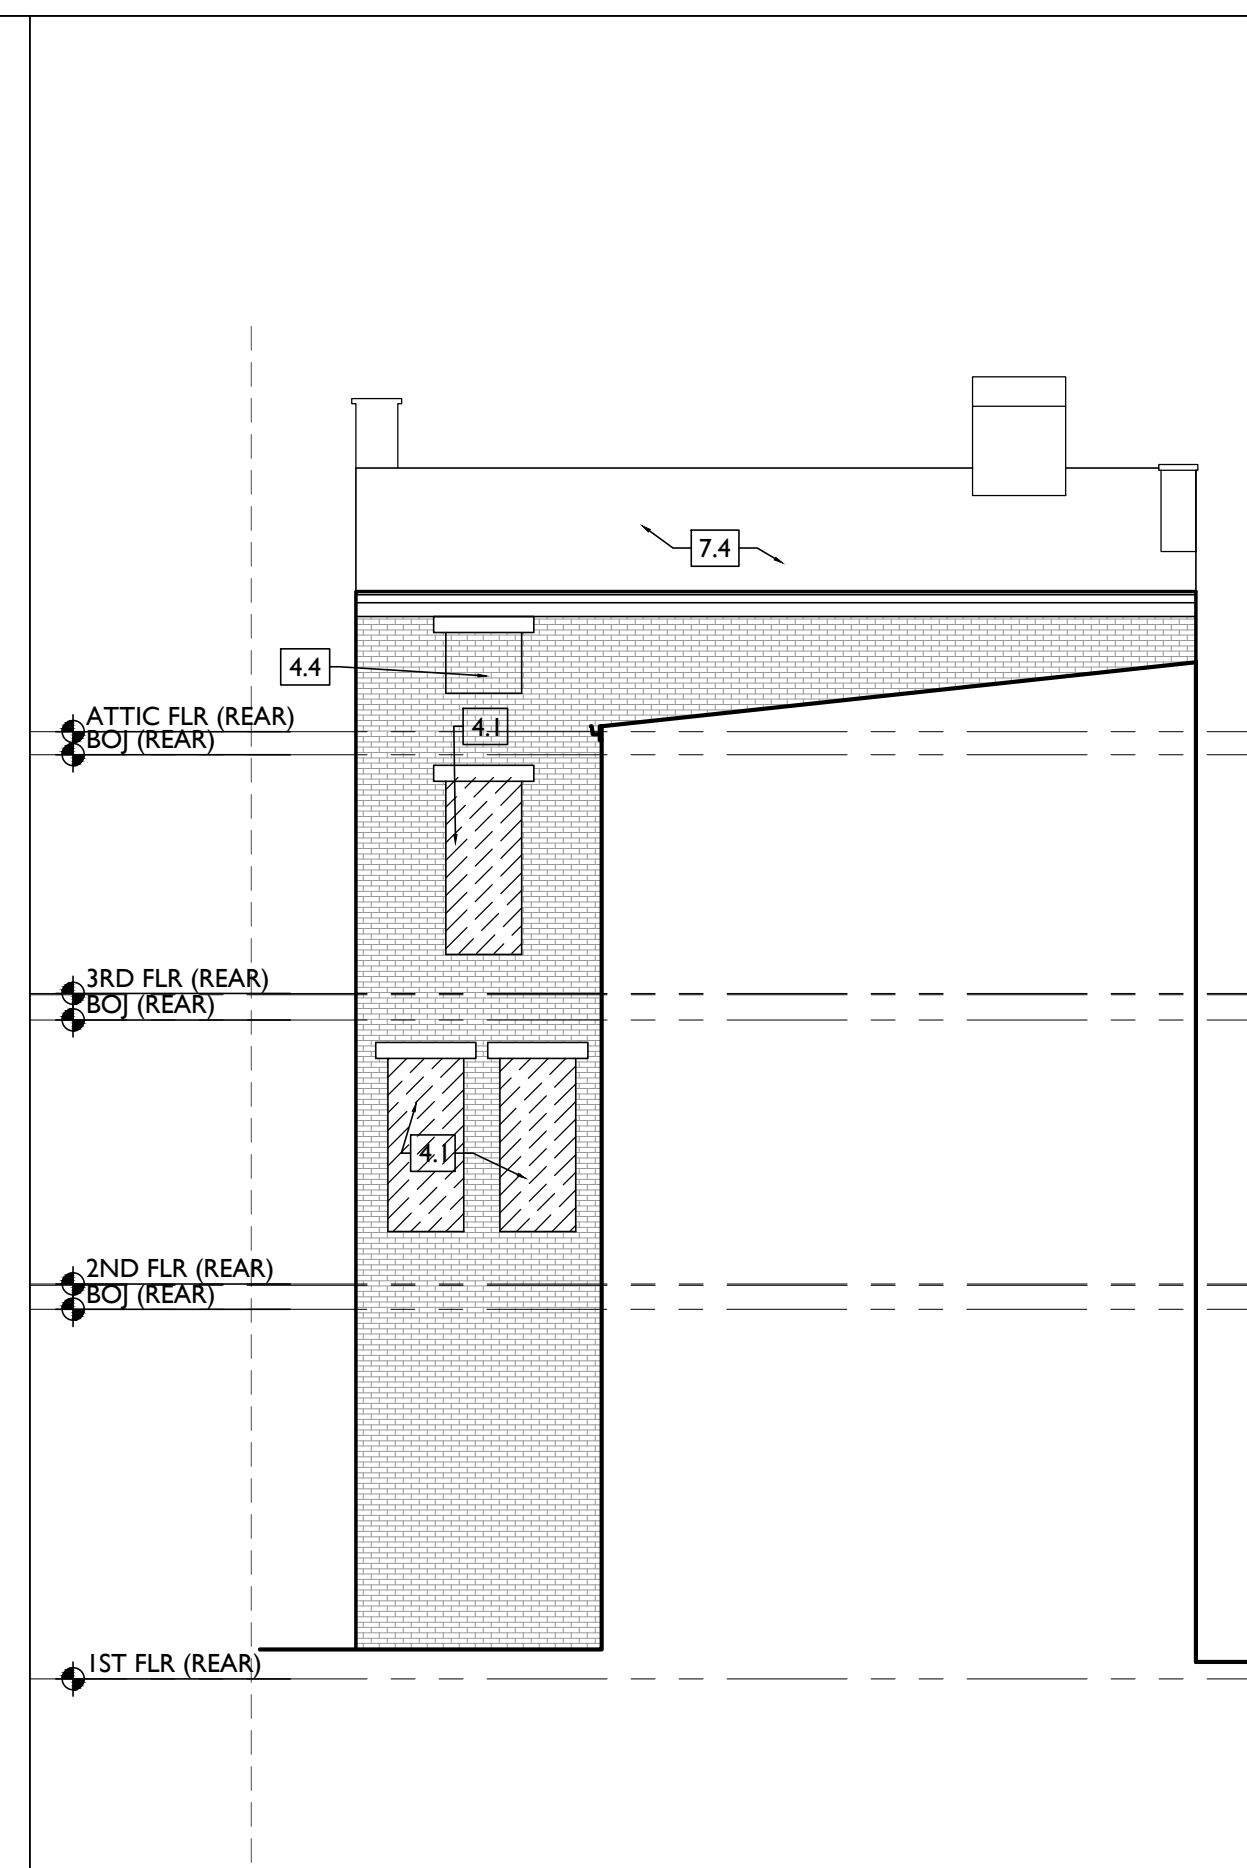 7.4
4.4
ATTIC FLR (REAR)
4.1
BOJ (REAR)
3RD FLR (REAR)
BOJ (REAR)
4.1
2ND FLR (REAR)
BOJ (REAR)
1ST FLR (REAR)